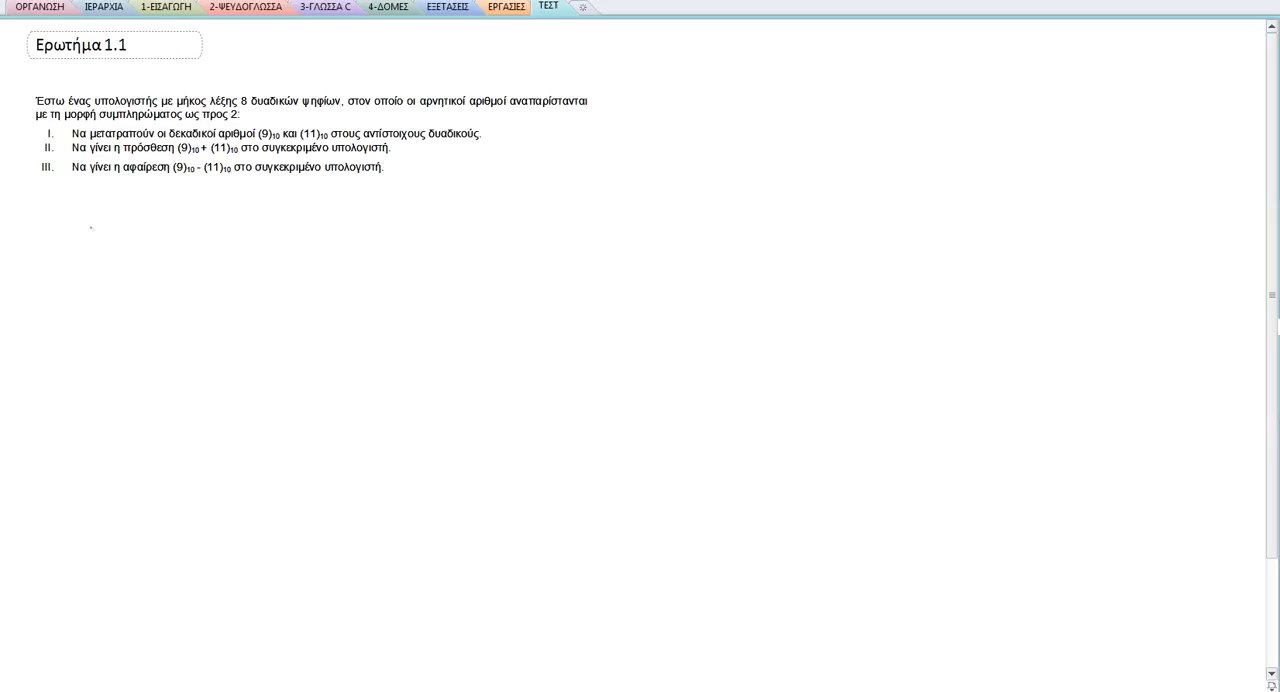 ΟΡΓΑΝΩΣΗ ΙΕΡΑΡΧΙΑ 1-ΕΙΣΑΓΩΓΗ 2-ΨΕΥΔΟΓΛΩΣΣΑ 3-ΓΛΩΣΣΑ C 4-ΔΟΜΕΣ ΕΞΕΤΑΣΕΙΣ ΕΡΓΑΣΙΕΣ ΤΕΣΤ
Ερωτήμα 1.1
Έστω ένας υπολογιστής με μήκος λέξης 8 δυαδικών ψηφίων, στον οποίο οι αρνητικοί αριθμοί αναπαρίστανται
με τη μορφή συμπληρώματος ως προς 2:
I. Να μετατραπούν οι δεκαδικοί αριθμοί (9)₁₀ και (11)₁₀ στους αντίστοιχους δυαδικούς.
II. Να γίνει η πρόσθεση (9)₁₀ + (11)₁₀ στο συγκεκριμένο υπολογιστή.
III. Να γίνει η αφαίρεση (9)₁₀ - (11)₁₀ στο συγκεκριμένο υπολογιστή.